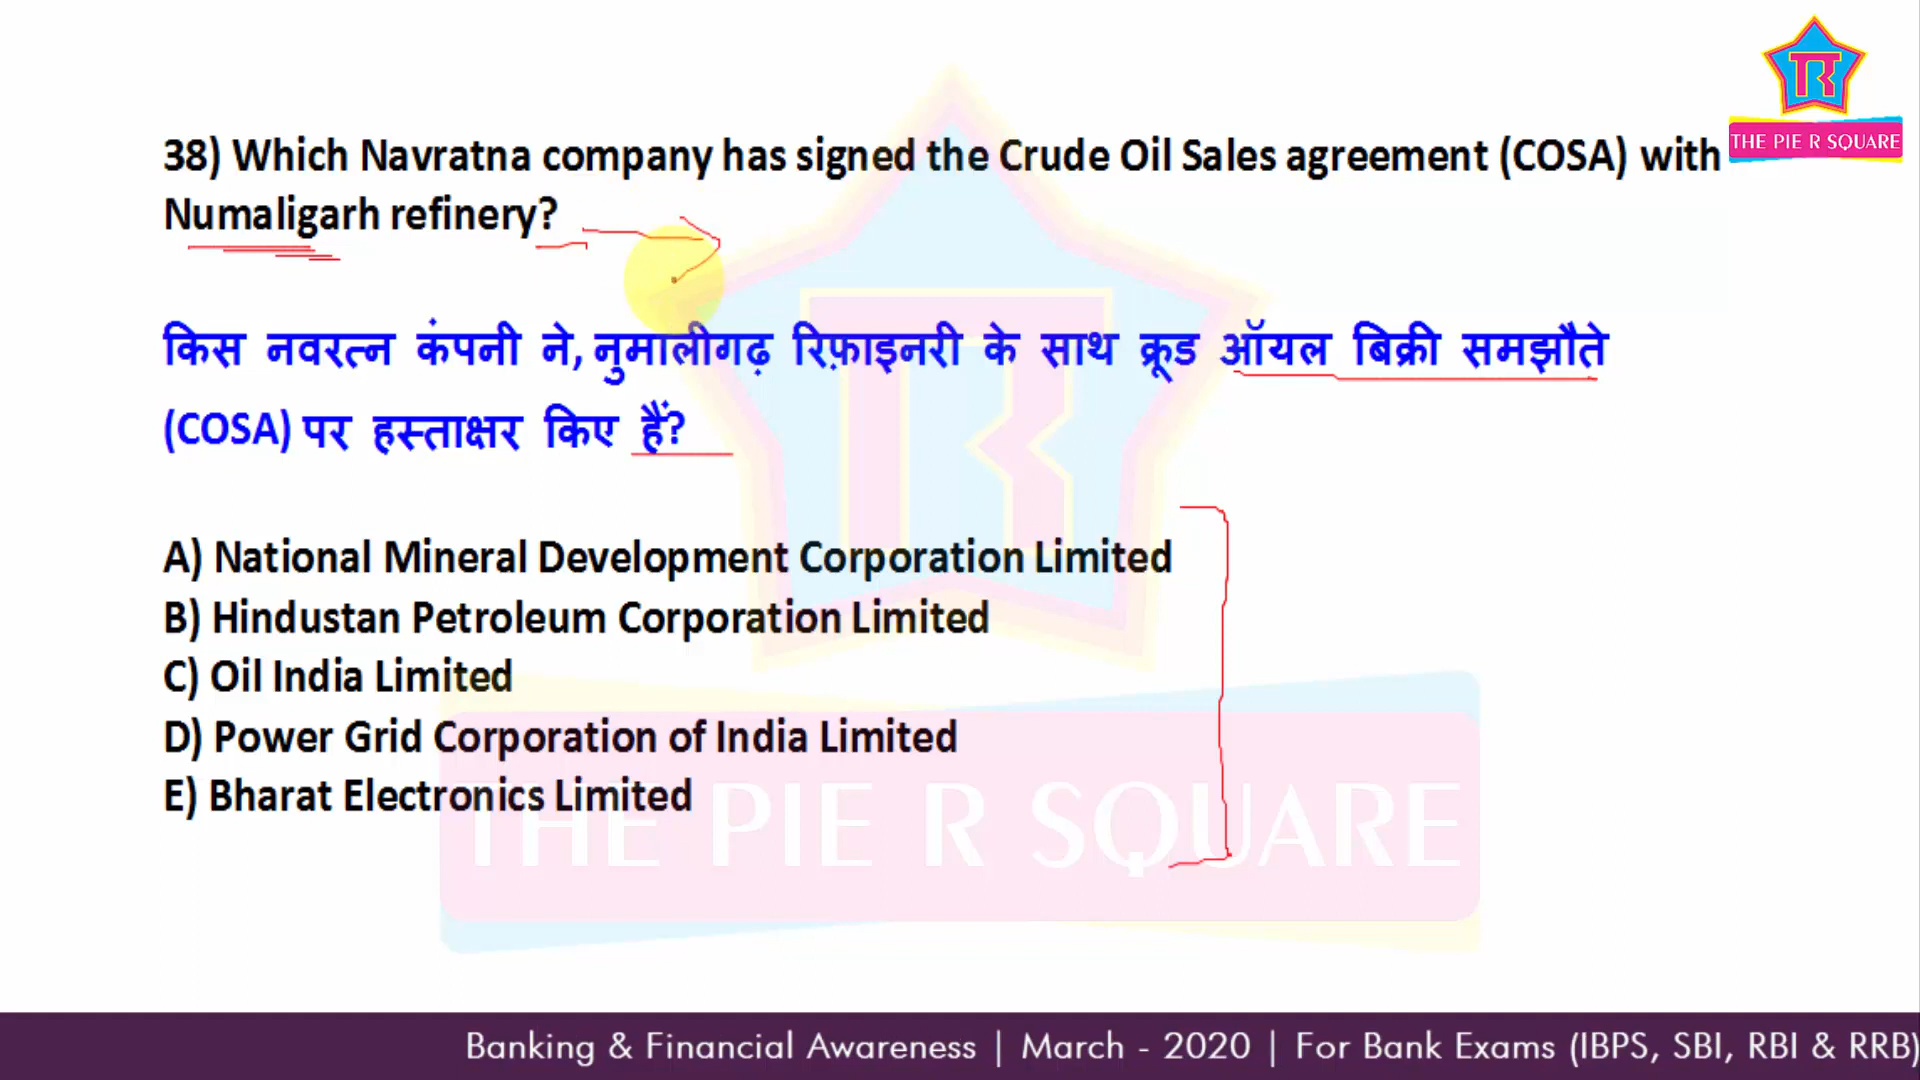 THE PIE R SQUARE
38) Which Navratna company has signed the Crude Oil Sales agreement (COSA) with
Numaligarh refinery?
किस नवरत्न कंपनी ने, नुमालीगढ़ रिफ़ाइनरी के साथ क्रूड ऑयल बिक्री समझौते
(COSA) पर हस्ताक्षर किए हैं?
A) National Mineral Development Corporation Limited
B) Hindustan Petroleum Corporation Limited
C) Oil India Limited
D) Power Grid Corporation of India Limited
E) Bharat Electronics Limited
THE PIE R SQUARE
Banking & Financial Awareness | March - 2020 | For Bank Exams (IBPS, SBI, RBI & RRB)